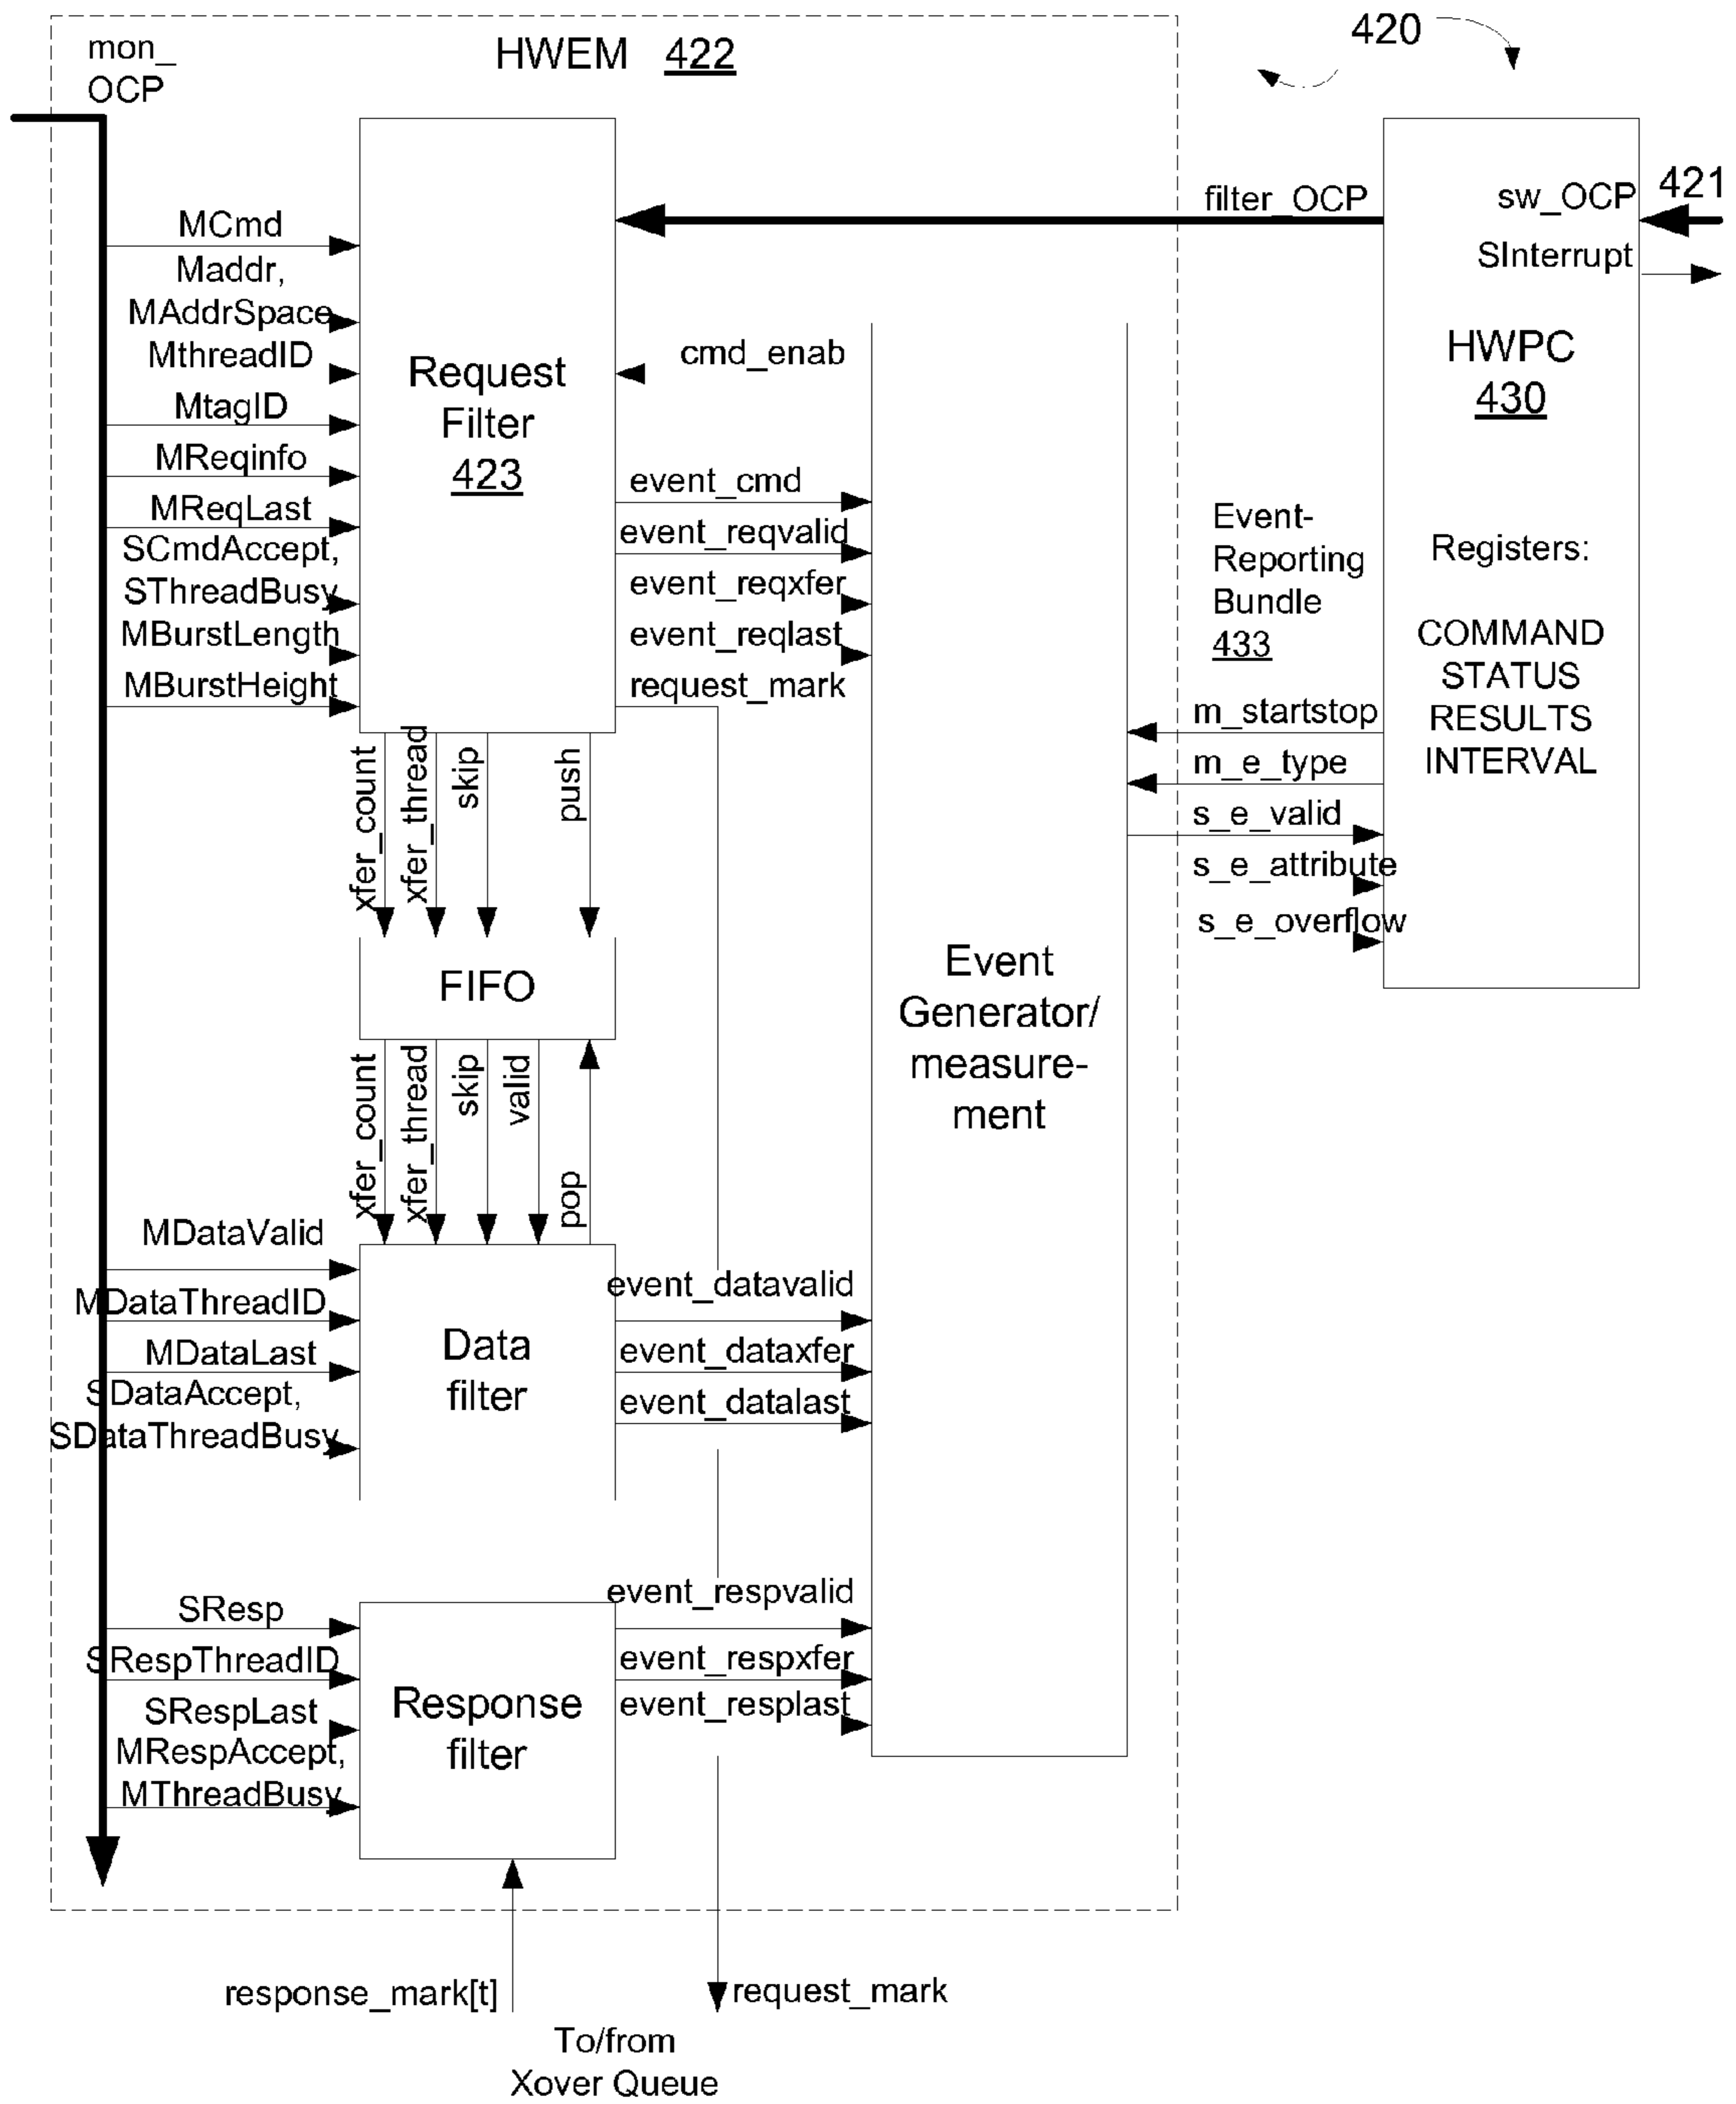 mon_
OCP
HWEM 422
420
MCmd
Maddr,
MAddrSpace
MthreadID
MtagID
MReqinfo
MReqLast
SCmdAccept,
SThreadBusy
MBurstLength
MBurstHeight
Request
Filter
423
filter_OCP
sw_OCP
421
SInterrupt
HWPC
430
cmd_enab
event_cmd
event_reqvalid
event_reqxfer
event_reqlast
request_mark
Event-
Reporting
Bundle
433
Registers:
COMMAND
STATUS
RESULTS
INTERVAL
m_startstop
m_e_type
s_e_valid
s_e_attribute
s_e_overflow
xfer_count
xfer_thread
skip
push
FIFO
Event
Generator/
measure-
ment
xfer_count
xfer_thread
skip
valid
pop
MDataValid
MDataThreadID
MDataLast
SDataAccept,
SDataThreadBusy
Data
filter
event_datavalid
event_dataxfer
event_datalast
SResp
SRespThreadID
SRespLast
MRespAccept,
MThreadBusy
Response
filter
event_respvalid
event_respxfer
event_resplast
response_mark[t]
request_mark
To/from
Xover Queue